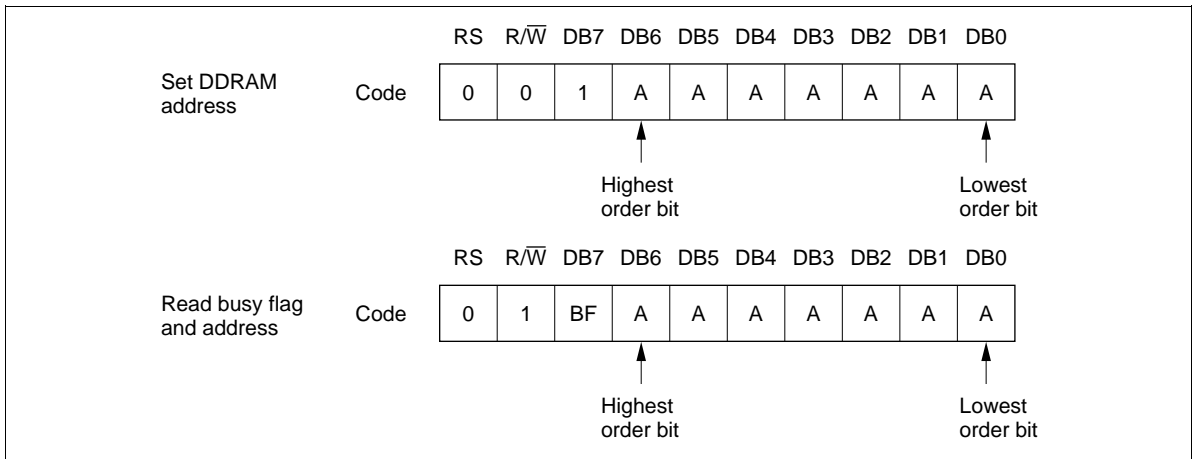 RS R/W̅ DB7 DB6 DB5 DB4 DB3 DB2 DB1 DB0
Set DDRAM
address
Code 0 0 1 A A A A A A A
Highest
order bit
Lowest
order bit
RS R/W̅ DB7 DB6 DB5 DB4 DB3 DB2 DB1 DB0
Read busy flag
and address
Code 0 1 BF A A A A A A A
Highest
order bit
Lowest
order bit